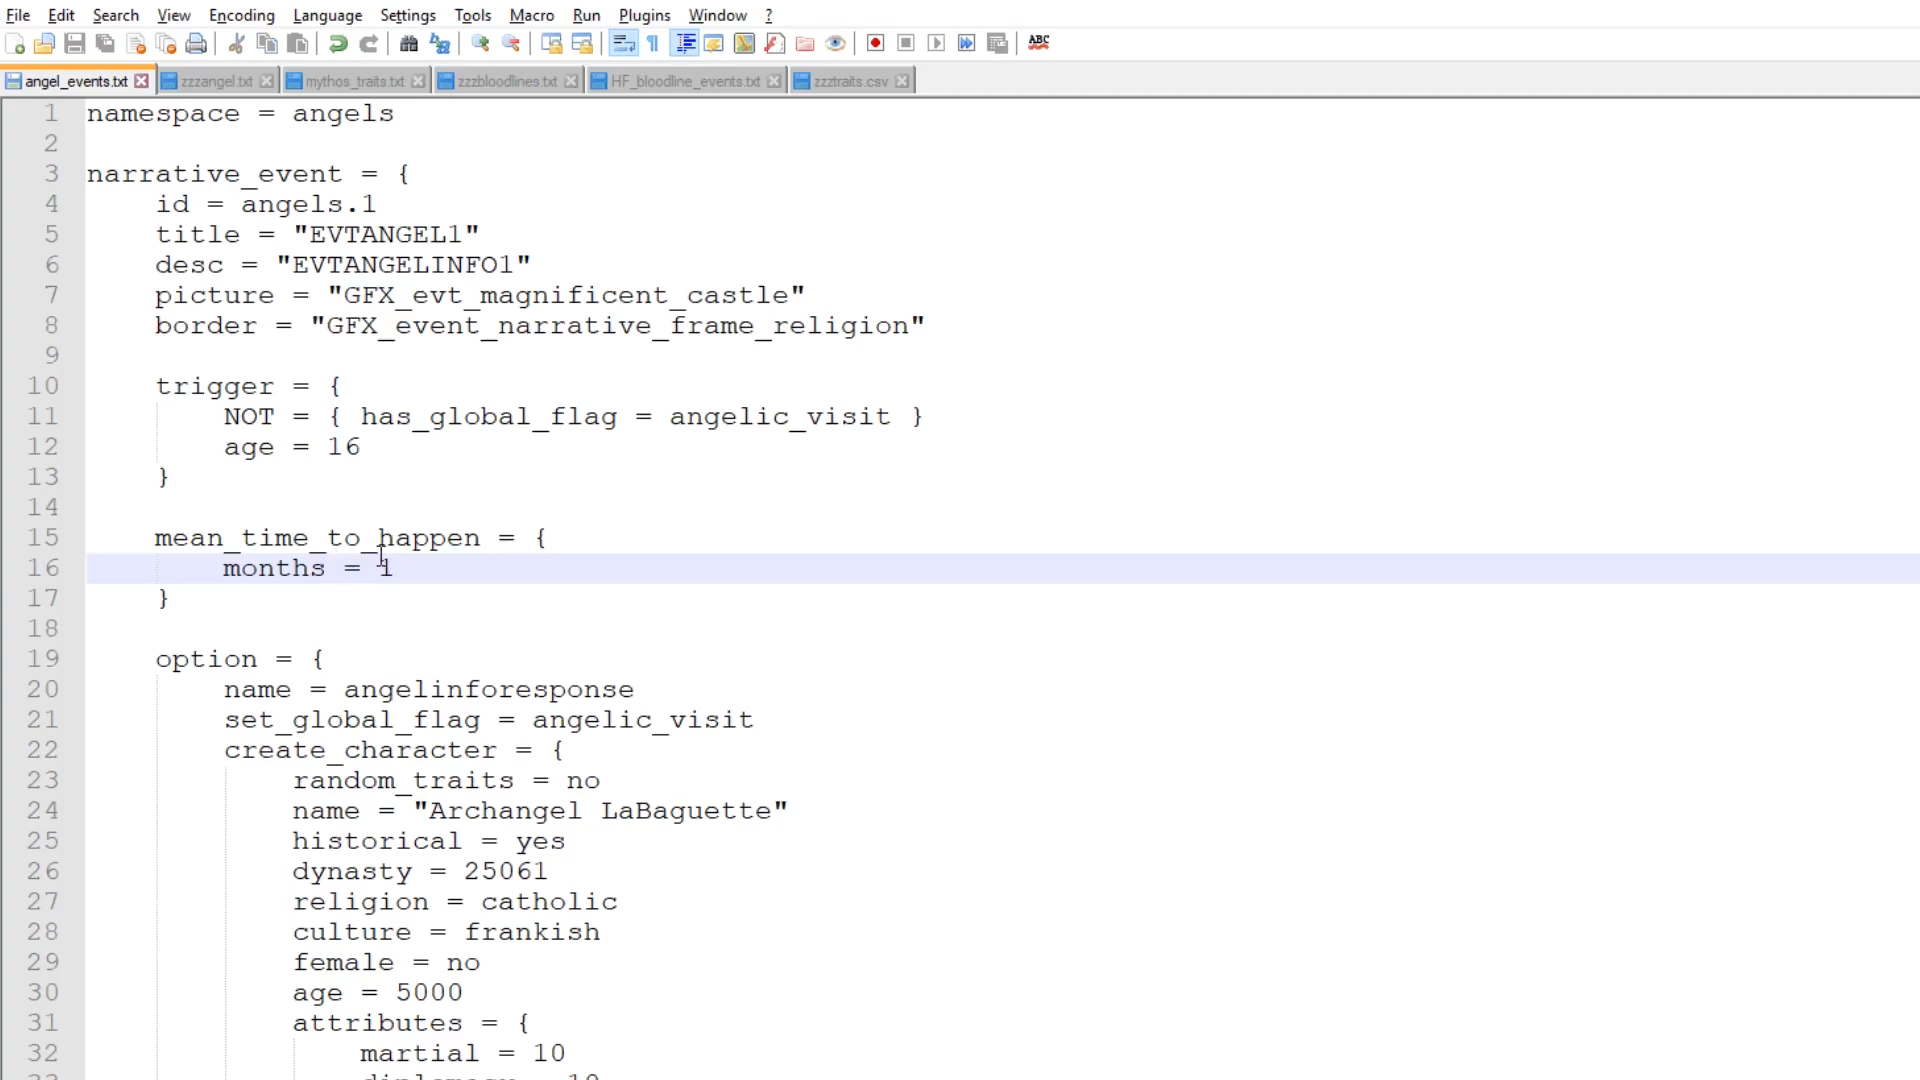 File Edit Search View Encoding Language Settings Tools Macro Run Plugins Window ?
ABC
angel_events.txt zzzangel.txt mythos_traits.txt zzzbloodlines.txt HF_bloodline_events.txt zzztraits.csv
1 namespace = angels
2
3 narrative_event = {
4 id = angels.1
5 title = "EVTANGEL1"
6 desc = "EVTANGELINFO1"
7 picture = "GFX_evt_magnificent_castle"
8 border = "GFX_event_narrative_frame_religion"
9
10 trigger = {
11 NOT = { has_global_flag = angelic_visit }
12 age = 16
13 }
14
15 mean_time_to_happen = {
16 months = 1
17 }
18
19 option = {
20 name = angelinforesponse
21 set_global_flag = angelic_visit
22 create_character = {
23 random_traits = no
24 name = "Archangel LaBaguette"
25 historical = yes
26 dynasty = 25061
27 religion = catholic
28 culture = frankish
29 female = no
30 age = 5000
31 attributes = {
32 martial = 10